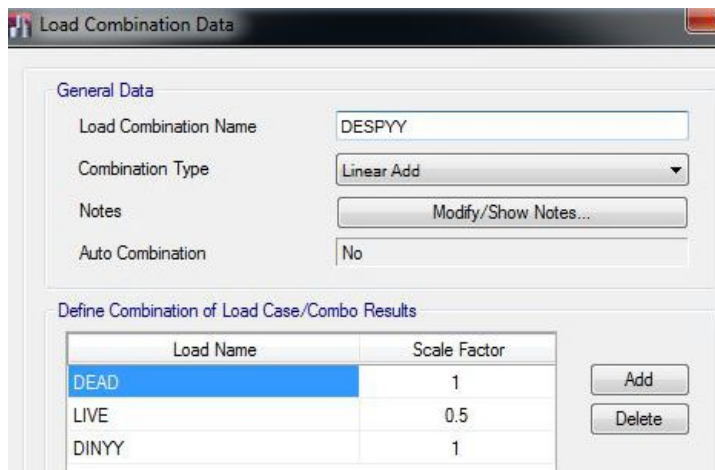 Load Combination Data
General Data
Load Combination Name DESPYY
Combination Type Linear Add
Notes Modify/Show Notes...
Auto Combination No
Define Combination of Load Case/Combo Results
Load Name Scale Factor
DEAD 1 Add
LIVE 0.5 Delete
DINYY 1